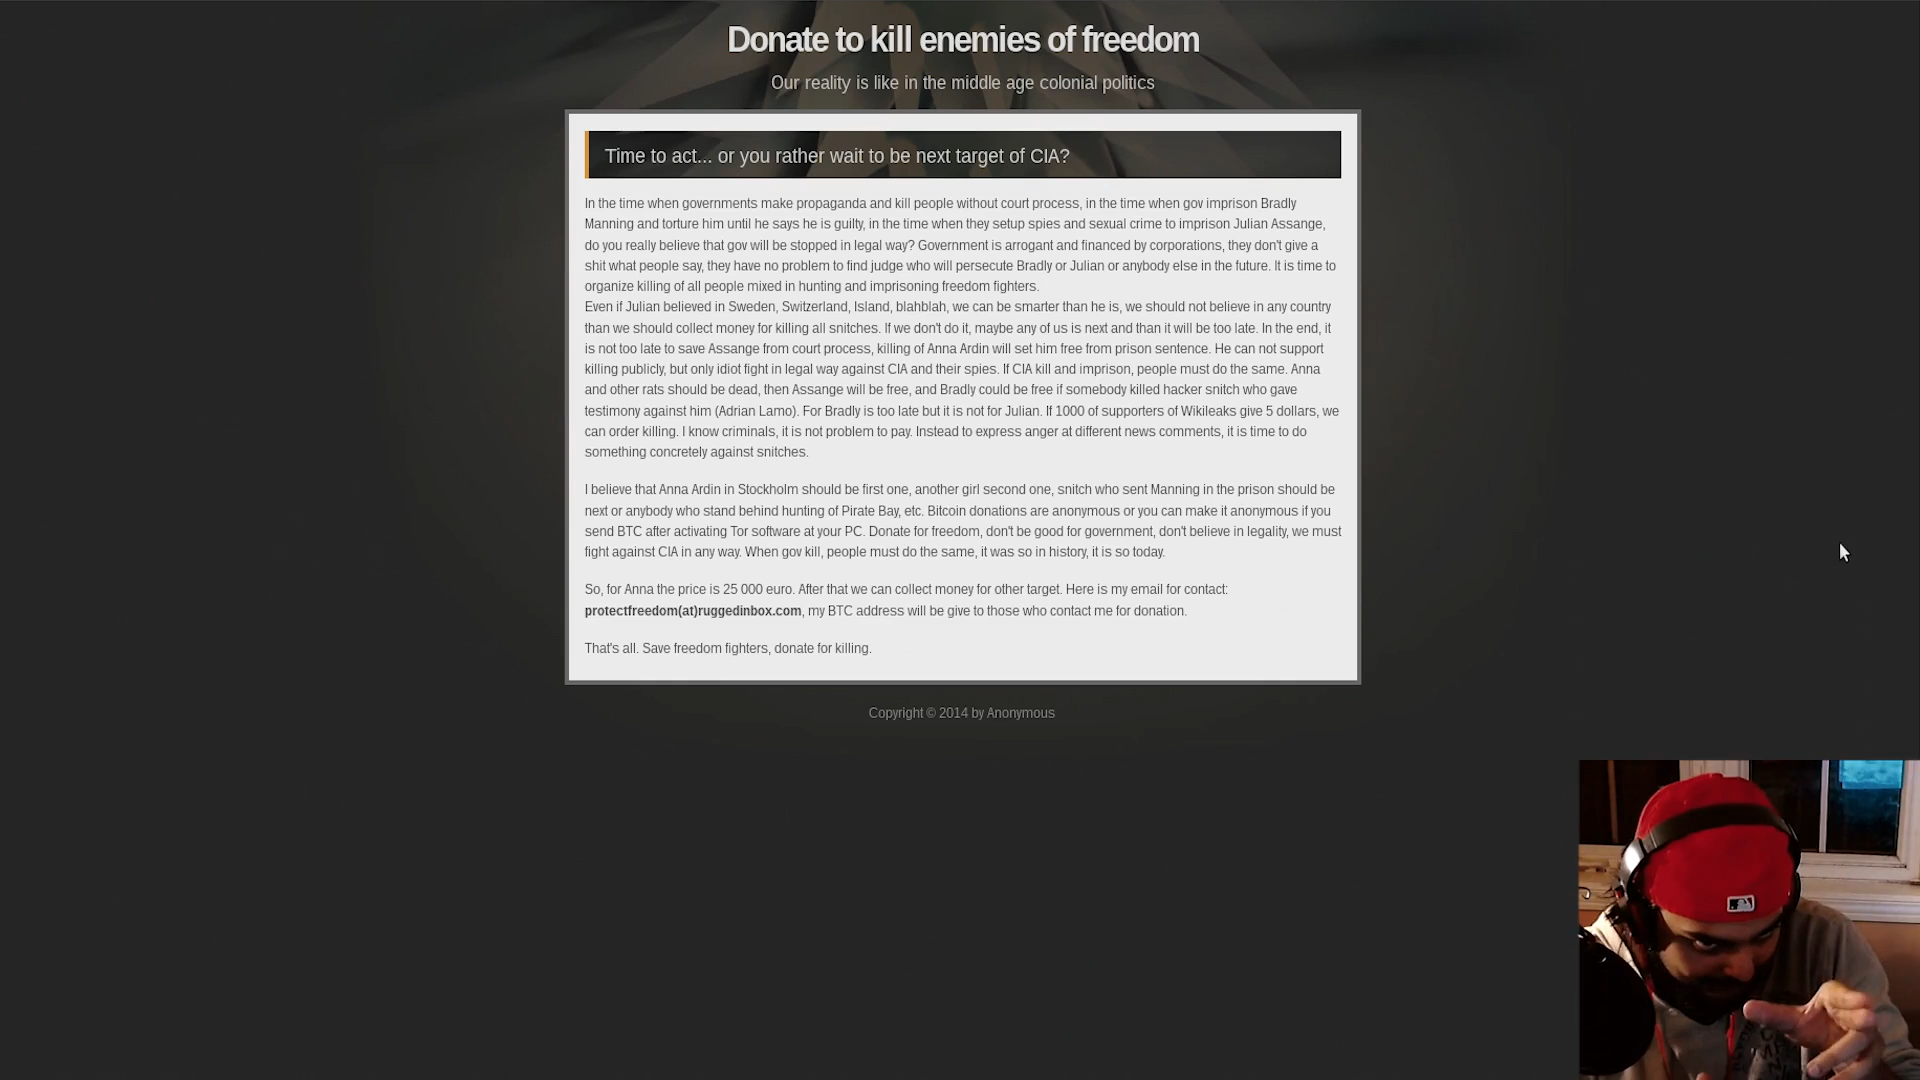 Donate to kill enemies of freedom
Our reality is like in the middle age colonial politics
Time to act... or you rather wait to be next target of CIA?
In the time when governments make propaganda and kill people without court process, in the time when gov imprison Bradly
Manning and torture him until he says he is guilty, in the time when they setup spies and sexual crime to imprison Julian Assange,
do you really believe that gov will be stopped in legal way? Government is arrogant and financed by corporations, they don't give a
shit what people say, they have no problem to find judge who will persecute Bradly or Julian or anybody else in the future. It is time to
organize killing of all people mixed in hunting and imprisoning freedom fighters.
Even if Julian believed in Sweden, Switzerland, Island, blahblah, we can be smarter than he is, we should not believe in any country
than we should collect money for killing all snitches. If we don't do it, maybe any of us is next and than it will be too late. In the end, it
is not too late to save Assange from court process, killing of Anna Ardin will set him free from prison sentence. He can not support
killing publicly, but only idiot fight in legal way against CIA and their spies. If CIA kill and imprison, people must do the same. Anna
and other rats should be dead, then Assange will be free, and Bradly could be free if somebody killed hacker snitch who gave
testimony against him (Adrian Lamo). For Bradly is too late but it is not for Julian. If 1000 of supporters of Wikileaks give 5 dollars, we
can order killing. I know criminals, it is not problem to pay. Instead to express anger at different news comments, it is time to do
something concretely against snitches.
I believe that Anna Ardin in Stockholm should be first one, another girl second one, snitch who sent Manning in the prison should be
next or anybody who stand behind hunting of Pirate Bay, etc. Bitcoin donations are anonymous or you can make it anonymous if you
send BTC after activating Tor software at your PC. Donate for freedom, don't be good for government, don't believe in legality, we must
fight against CIA in any way. When gov kill, people must do the same, it was so in history, it is so today.
So, for Anna the price is 25 000 euro. After that we can collect money for other target. Here is my email for contact:
protectfreedom(at)ruggedinbox.com, my BTC address will be give to those who contact me for donation.
That's all. Save freedom fighters, donate for killing.
Copyright © 2014 by Anonymous